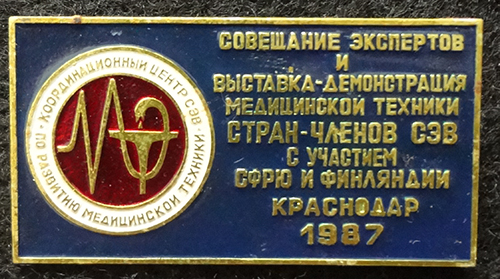 КООРДИНАЦИОННЫЙ ЦЕНТР СЭВ
ПО РАЗВИТИЮ МЕДИЦИНСКОЙ ТЕХНИКИ
СОВЕЩАНИЕ ЭКСПЕРТОВ
И
ВЫСТАВКА-ДЕМОНСТРАЦИЯ
МЕДИЦИНСКОЙ ТЕХНИКИ
СТРАН-ЧЛЕНОВ СЭВ
С УЧАСТИЕМ
СФРЮ И ФИНЛЯНДИИ
КРАСНОДАР
1987